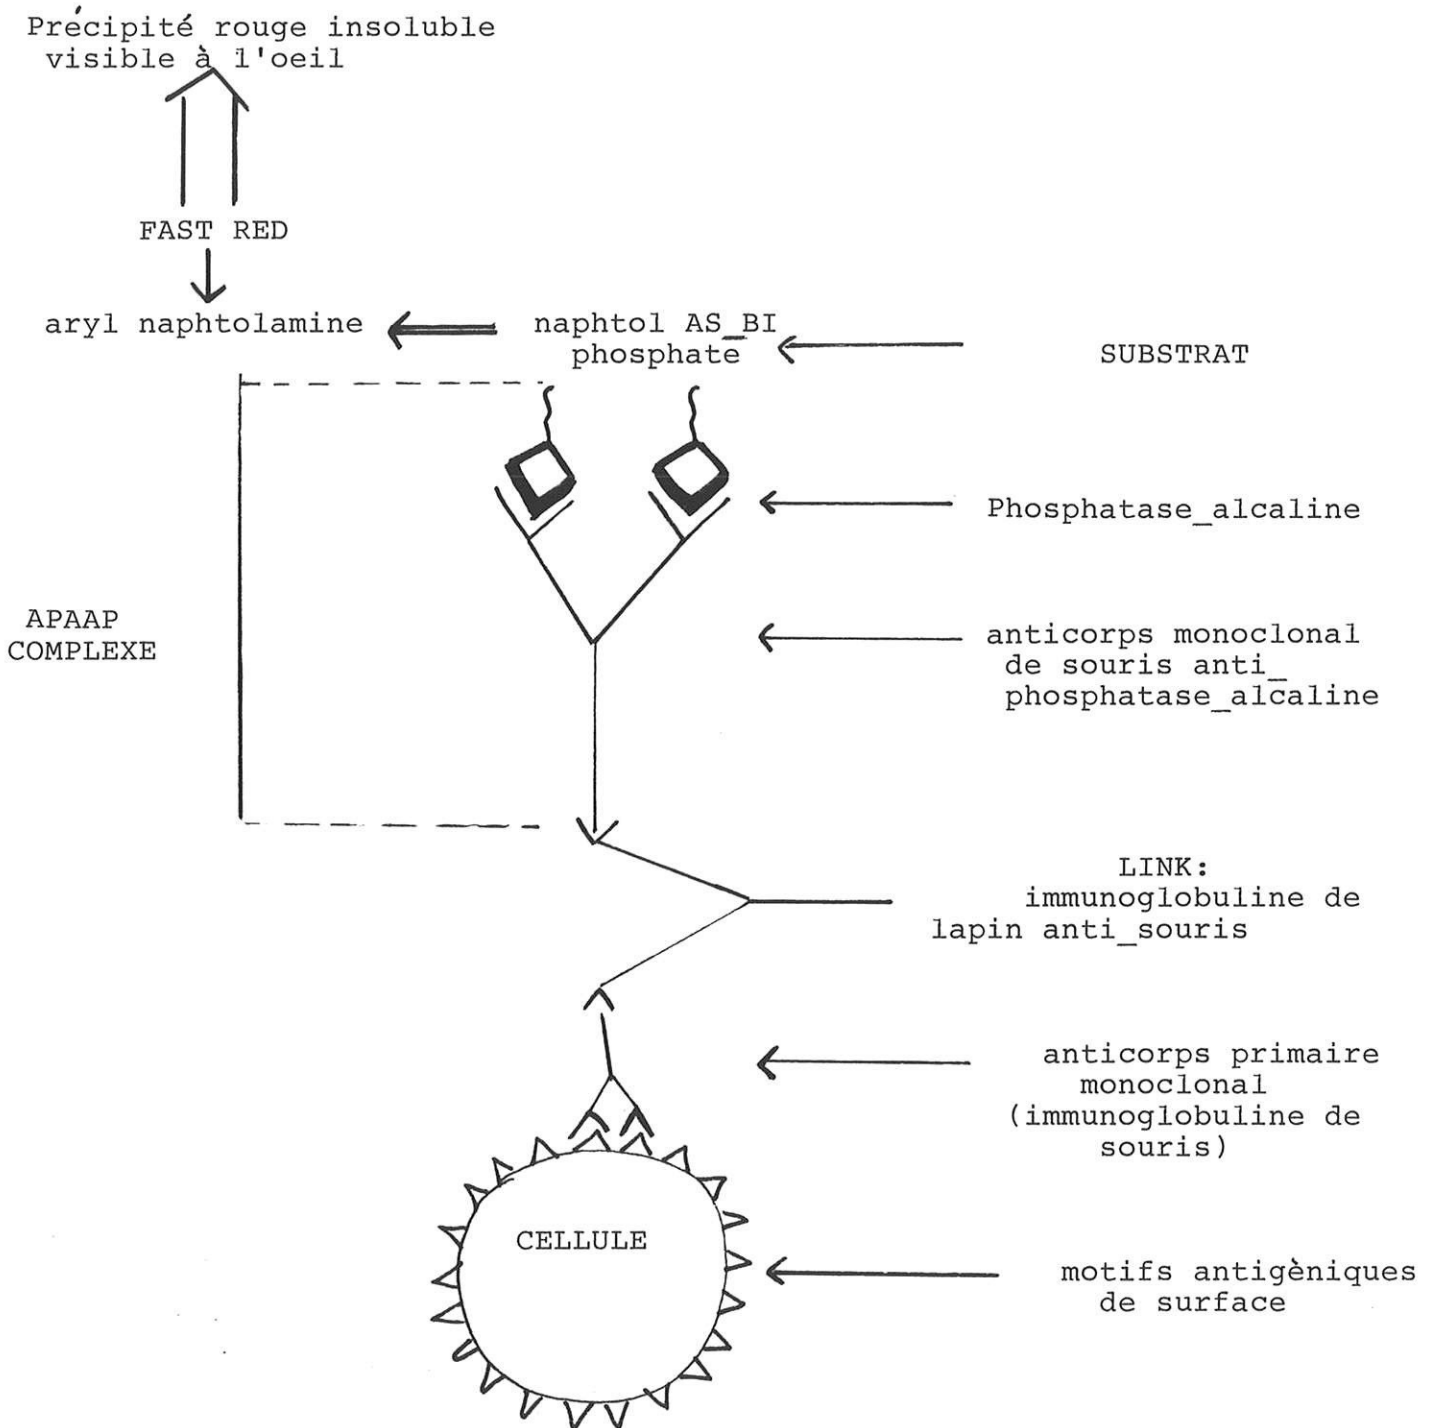 Précipité rouge insoluble
visible à l'oeil
FAST RED
aryl naphtolamine
naphtol AS_BI
phosphate
SUBSTRAT
Phosphatase_alcaline
APAAP
COMPLEXE
anticorps monoclonal
de souris anti_
phosphatase_alcaline
LINK:
immunoglobuline de
lapin anti_souris
anticorps primaire
monoclonal
(immunoglobuline de
souris)
CELLULE
motifs antigèniques
de surface